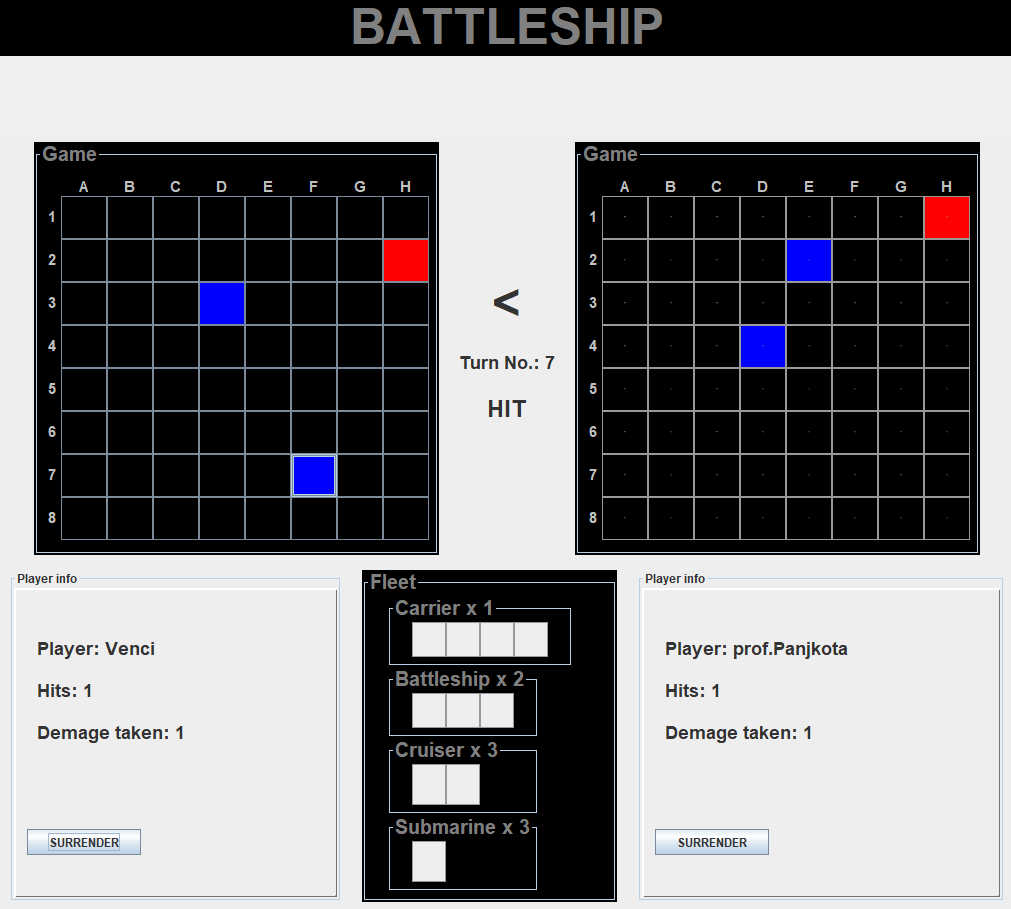 BATTLESHIP
Game
A B C D E F G H
1
2
3
4
5
6
7
8
<
Turn No.: 7
HIT
Game
A B C D E F G H
1
2
3
4
5
6
7
8
Player info
Player: Venci
Hits: 1
Demage taken: 1
SURRENDER
Fleet
Carrier x 1
Battleship x 2
Cruiser x 3
Submarine x 3
Player info
Player: prof.Panjkota
Hits: 1
Demage taken: 1
SURRENDER